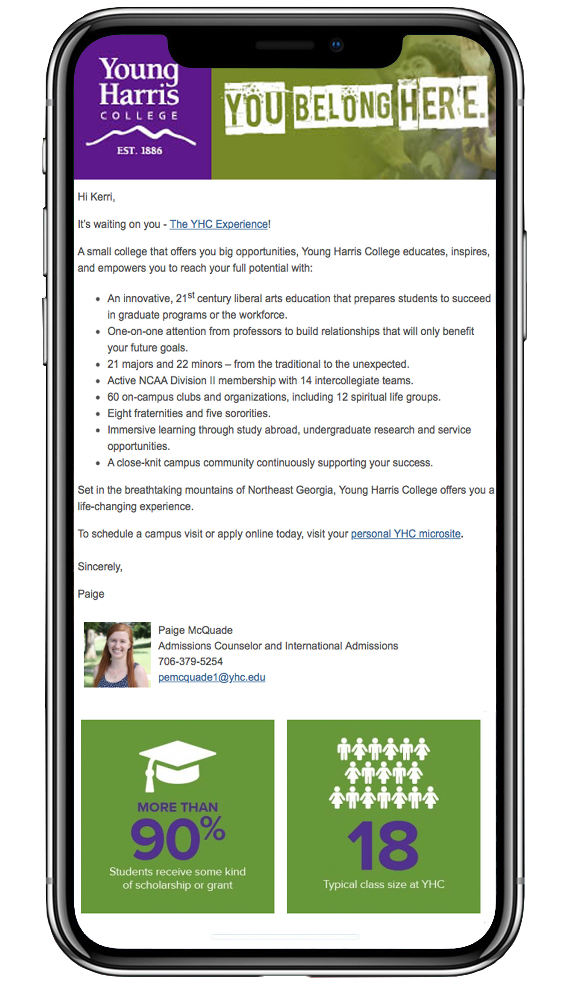 Young
Harris
COLLEGE
EST. 1886
YOU BELONG HERE.
Hi Kerri,
It's waiting on you - The YHC Experience!
A small college that offers you big opportunities, Young Harris College educates, inspires,
and empowers you to reach your full potential with:
• An innovative, 21st century liberal arts education that prepares students to succeed
in graduate programs or the workforce.
• One-on-one attention from professors to build relationships that will only benefit
your future goals.
• 21 majors and 22 minors – from the traditional to the unexpected.
• Active NCAA Division II membership with 14 intercollegiate teams.
• 60 on-campus clubs and organizations, including 12 spiritual life groups.
• Eight fraternities and five sororities.
• Immersive learning through study abroad, undergraduate research and service
opportunities.
• A close-knit campus community continuously supporting your success.
Set in the breathtaking mountains of Northeast Georgia, Young Harris College offers you a
life-changing experience.
To schedule a campus visit or apply online today, visit your personal YHC microsite.
Sincerely,
Paige
Paige McQuade
Admissions Counselor and International Admissions
706-379-5254
pemcquade1@yhc.edu
MORE THAN
90%
Students receive some kind
of scholarship or grant
18
Typical class size at YHC